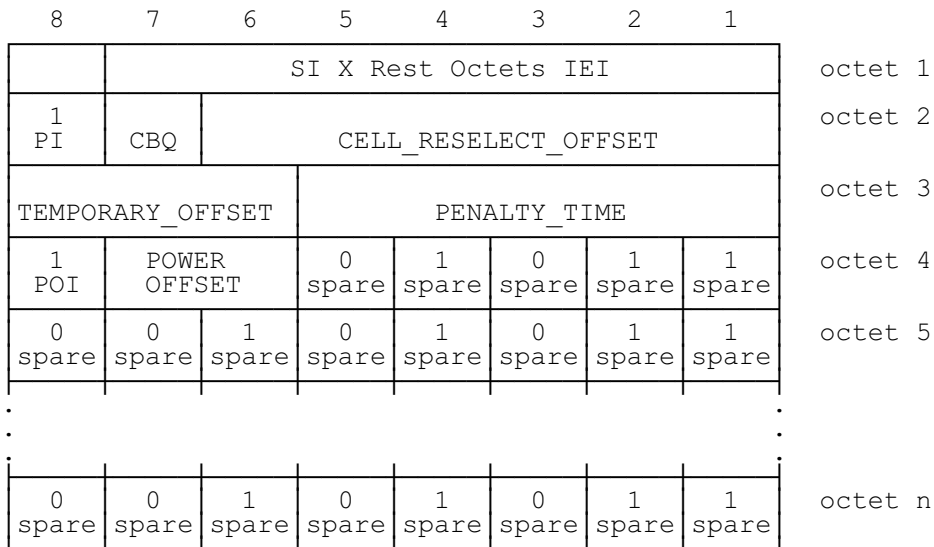 8 7 6 5 4 3 2 1
SI X Rest Octets IEI octet 1
1 octet 2
PI CBQ CELL_RESELECT_OFFSET
octet 3
TEMPORARY_OFFSET PENALTY_TIME
1 POWER 0 1 0 1 1 octet 4
POI OFFSET spare spare spare spare spare
0 0 1 0 1 0 1 1 octet 5
spare spare spare spare spare spare spare spare
0 0 1 0 1 0 1 1 octet n
spare spare spare spare spare spare spare spare